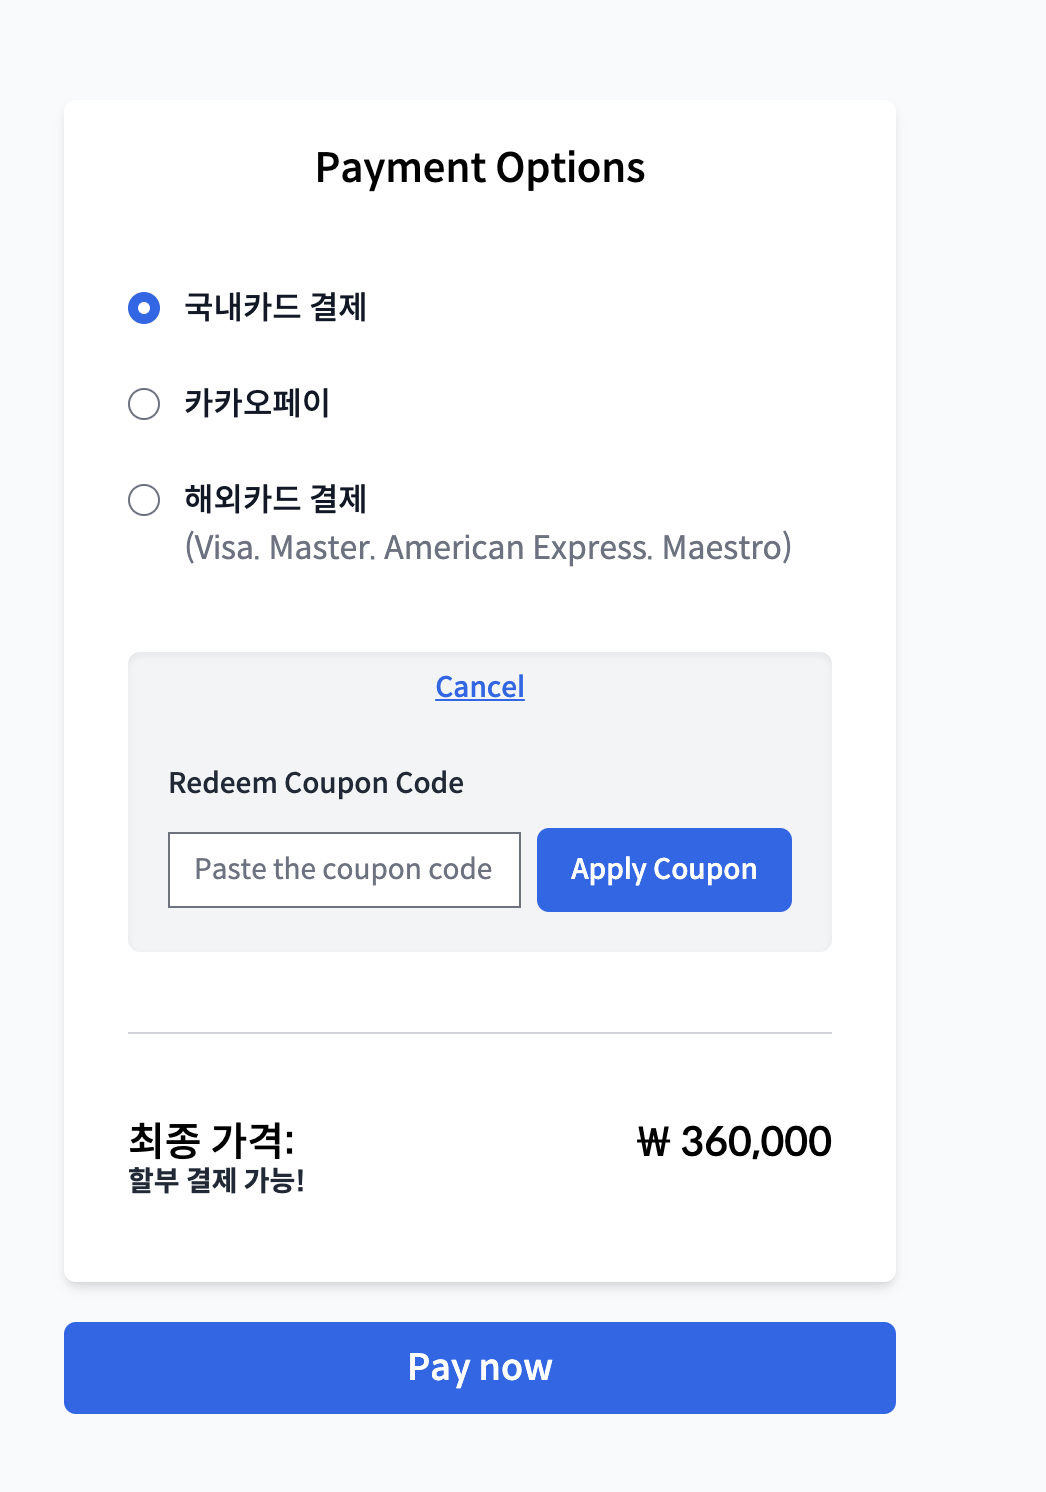 Payment Options
국내카드 결제
카카오페이
해외카드 결제
(Visa. Master. American Express. Maestro)
Cancel
Redeem Coupon Code
Paste the coupon code
Apply Coupon
최종 가격: ₩ 360,000
할부 결제 가능!
Pay now